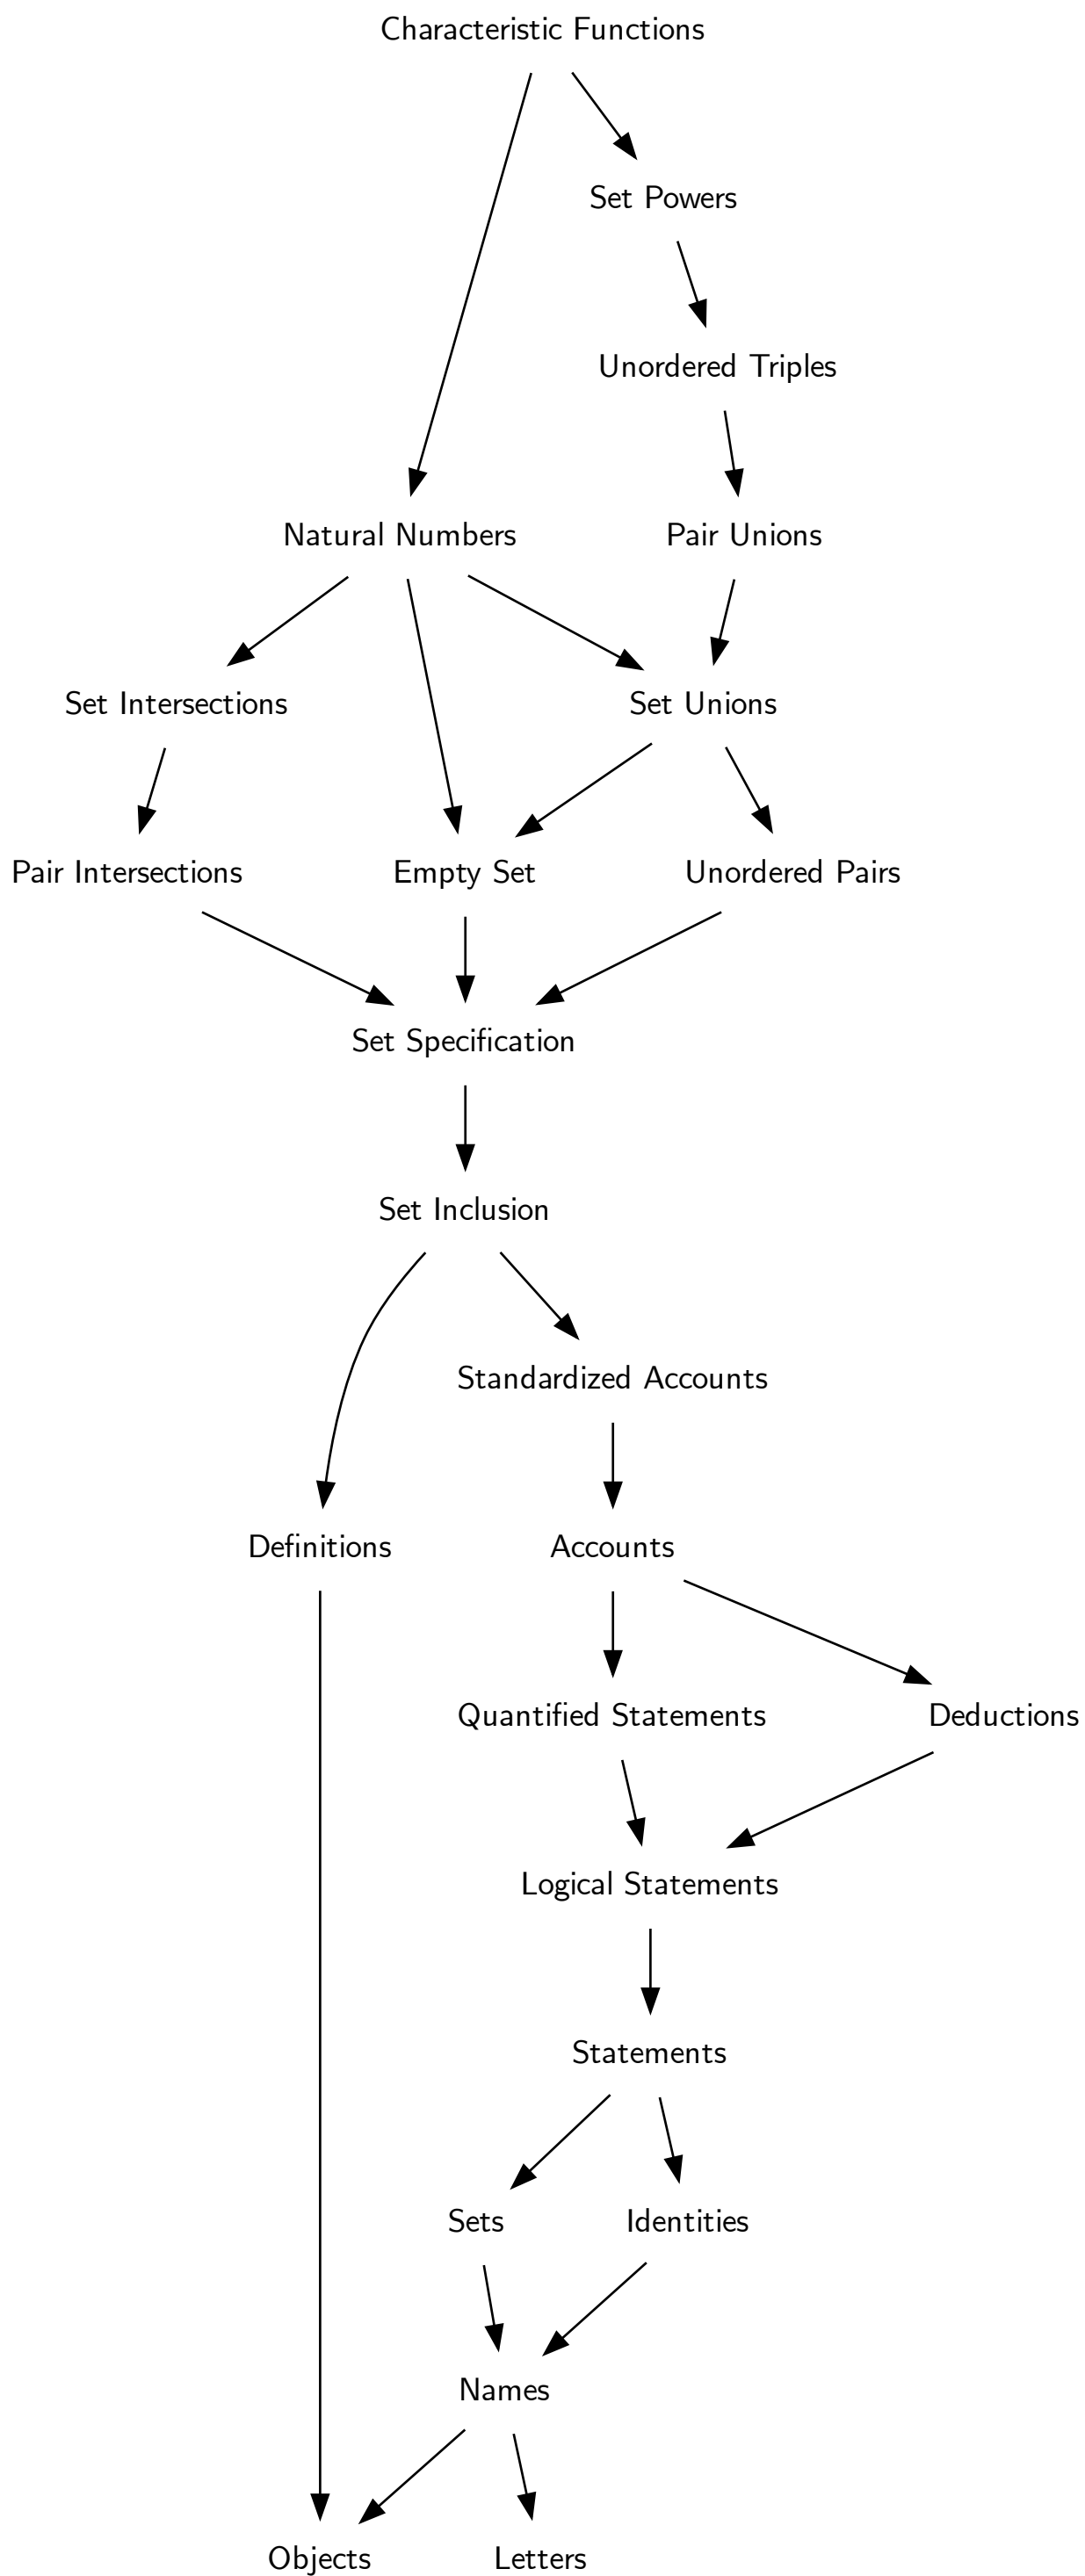 Characteristic Functions
Set Powers
Unordered Triples
Natural Numbers
Pair Unions
Set Intersections
Set Unions
Pair Intersections
Empty Set
Unordered Pairs
Set Specification
Set Inclusion
Standardized Accounts
Definitions
Accounts
Quantified Statements
Deductions
Logical Statements
Statements
Sets
Identities
Names
Objects
Letters